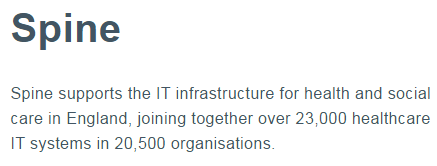 Spine
Spine supports the IT infrastructure for health and social
care in England, joining together over 23,000 healthcare
IT systems in 20,500 organisations.